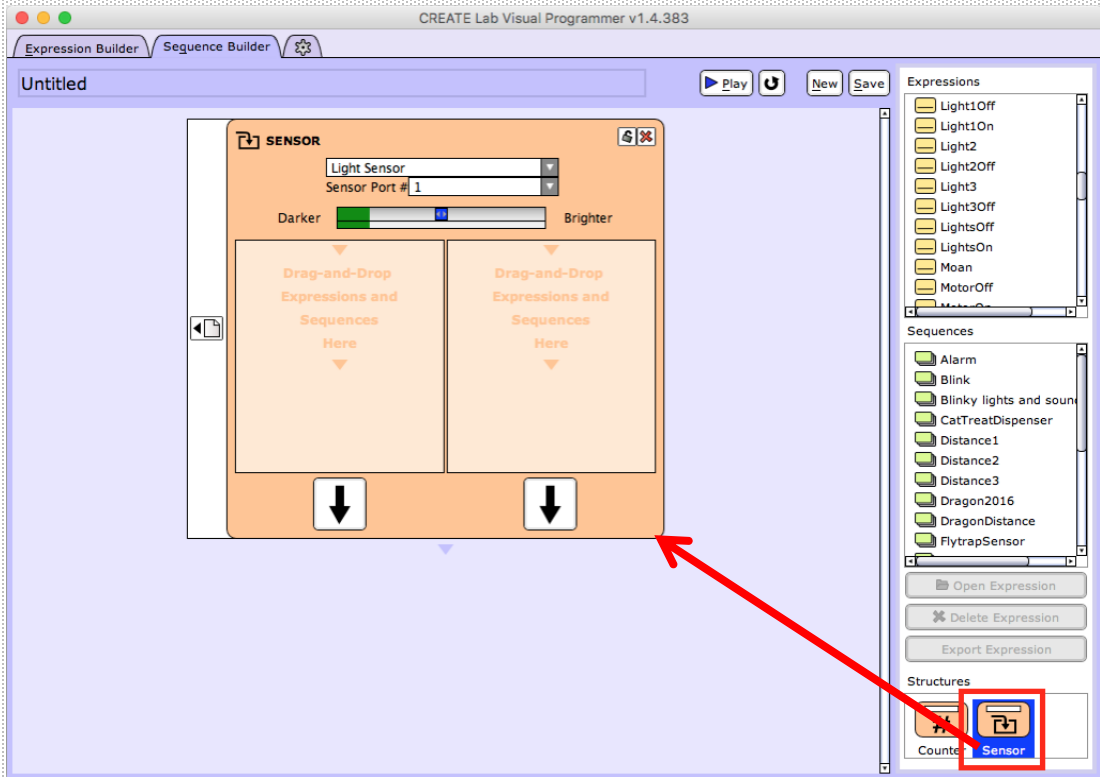 CREATE Lab Visual Programmer v1.4.383
Expression Builder
Sequence Builder
Untitled
Play
New
Save
SENSOR
Light Sensor
Sensor Port # 1
Darker
Brighter
Drag-and-Drop
Expressions and
Sequences
Here
Drag-and-Drop
Expressions and
Sequences
Here
Expressions
Light1Off
Light1On
Light2
Light2Off
Light3
Light3Off
LightsOff
LightsOn
Moan
MotorOff
Sequences
Alarm
Blink
Blinky lights and soun
CatTreatDispenser
Distance1
Distance2
Distance3
Dragon2016
DragonDistance
FlytrapSensor
Open Expression
Delete Expression
Export Expression
Structures
#
Counter
Sensor